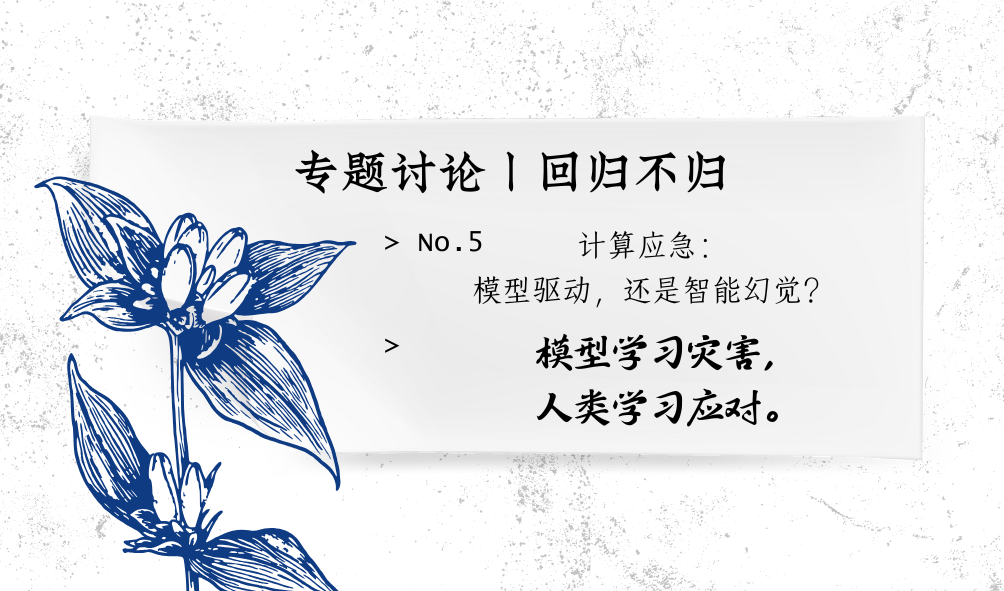 专题讨论丨回归不归
> No.5 计算应急：
模型驱动，还是智能幻觉？
> 模型学习灾害，
人类学习应对。